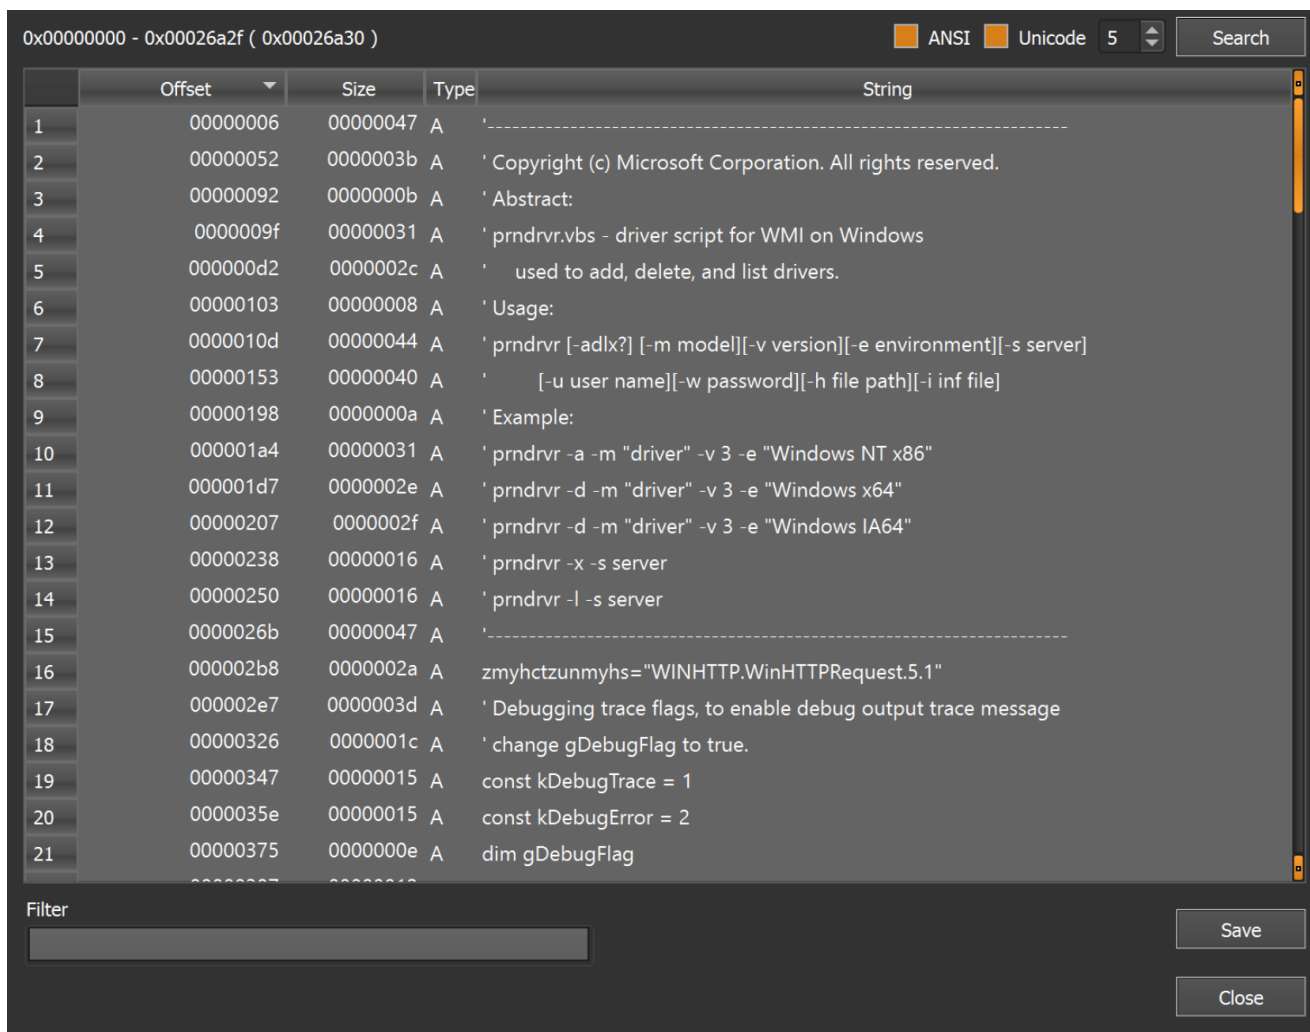 0x00000000 - 0x00026a2f ( 0x00026a30 ) ANSI Unicode 5 Search
Offset Size Type String
1 00000006 00000047 A '----------------------------------------------------------------------
2 00000052 0000003b A ' Copyright (c) Microsoft Corporation. All rights reserved.
3 00000092 0000000b A ' Abstract:
4 0000009f 00000031 A ' prndrvr.vbs - driver script for WMI on Windows
5 000000d2 0000002c A '     used to add, delete, and list drivers.
6 00000103 00000008 A ' Usage:
7 0000010d 00000044 A ' prndrvr [-adlx?] [-m model][-v version][-e environment][-s server]
8 00000153 00000040 A '         [-u user name][-w password][-h file path][-i inf file]
9 00000198 0000000a A ' Example:
10 000001a4 00000031 A ' prndrvr -a -m "driver" -v 3 -e "Windows NT x86"
11 000001d7 0000002e A ' prndrvr -d -m "driver" -v 3 -e "Windows x64"
12 00000207 0000002f A ' prndrvr -d -m "driver" -v 3 -e "Windows IA64"
13 00000238 00000016 A ' prndrvr -x -s server
14 00000250 00000016 A ' prndrvr -l -s server
15 0000026b 00000047 A '----------------------------------------------------------------------
16 000002b8 0000002a A zmyhctzunmyhs="WINHTTP.WinHTTPRequest.5.1"
17 000002e7 0000003d A ' Debugging trace flags, to enable debug output trace message
18 00000326 0000001c A ' change gDebugFlag to true.
19 00000347 00000015 A const kDebugTrace = 1
20 0000035e 00000015 A const kDebugError = 2
21 00000375 0000000e A dim gDebugFlag
Filter
Save
Close